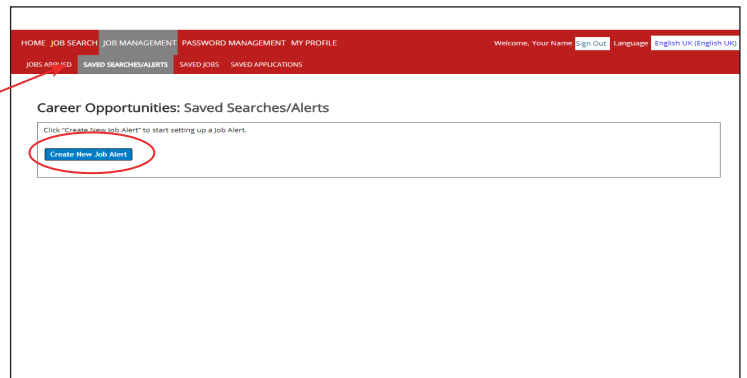 HOME JOB SEARCH JOB MANAGEMENT PASSWORD MANAGEMENT MY PROFILE Welcome, Your Name Sign Out Language English UK (English UK)
JOBS APPLIED SAVED SEARCHES/ALERTS SAVED JOBS SAVED APPLICATIONS
Career Opportunities: Saved Searches/Alerts
Click "Create New Job Alert" to start setting up a Job Alert.
Create New Job Alert